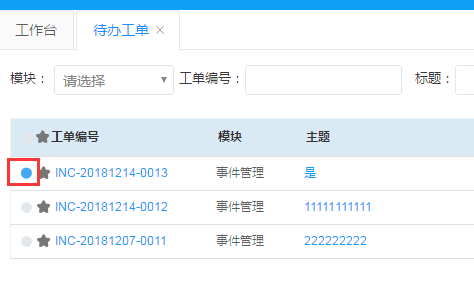 工作台 待办工单 ×
模块： 请选择 ▼ 工单编号： 标题：
工单编号 模块 主题
INC-20181214-0013 事件管理 是
INC-20181214-0012 事件管理 11111111111
INC-20181207-0011 事件管理 222222222